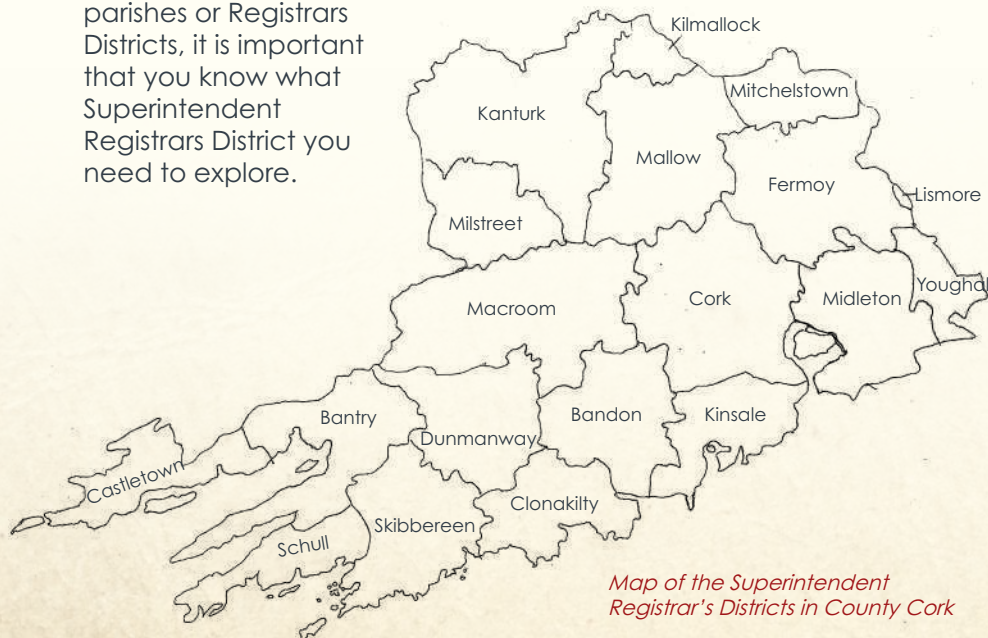 parishes or Registrars
Districts, it is important
that you know what
Superintendent
Registrars District you
need to explore.
Kilmallock
Mitchelstown
Kanturk
Mallow
Fermoy
Lismore
Milstreet
Youghal
Macroom
Cork
Midleton
Bantry
Bandon
Kinsale
Dunmanway
Castletown
Clonakilty
Skibbereen
Schull
Map of the Superintendent
Registrar's Districts in County Cork